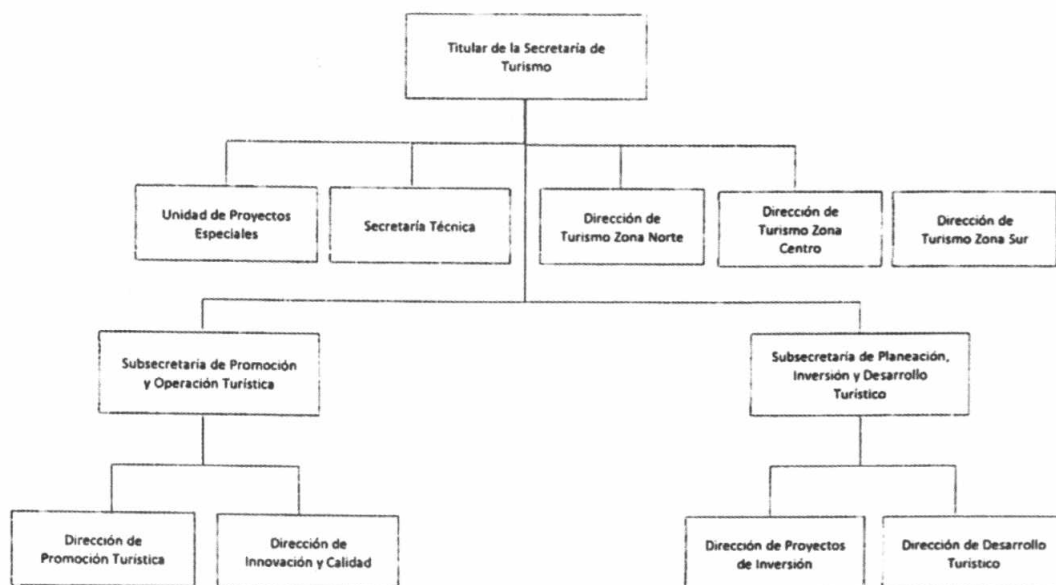 Titular de la Secretaría de
Turismo
Unidad de Proyectos
Especiales
Secretaría Técnica
Dirección de
Turismo Zona Norte
Dirección de
Turismo Zona
Centro
Dirección de
Turismo Zona Sur
Subsecretaría de Promoción
y Operación Turística
Subsecretaría de Planeación,
Inversión y Desarrollo
Turístico
Dirección de
Promoción Turística
Dirección de
Innovación y Calidad
Dirección de Proyectos
de Inversión
Dirección de Desarrollo
Turístico